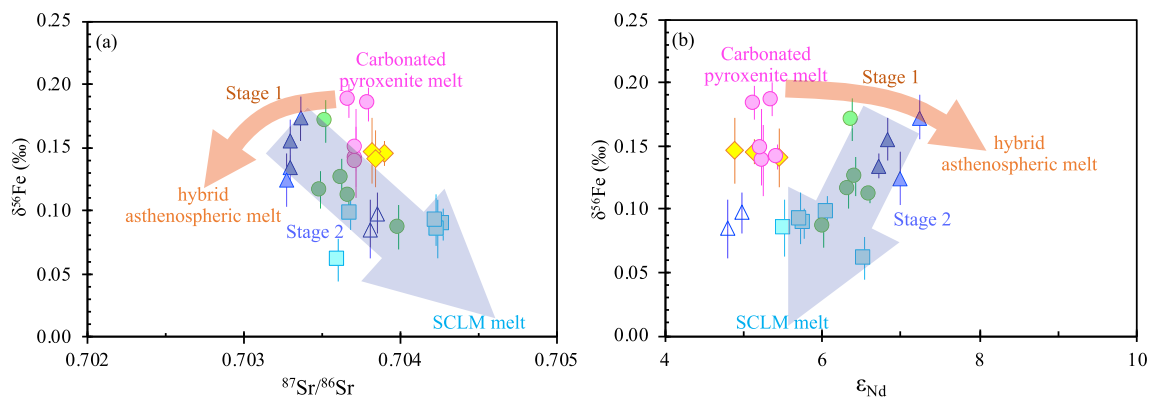 (a)
Carbonated
pyroxenite melt
Stage 1
hybrid
asthenospheric melt
Stage 2
SCLM melt
δ⁵⁶Fe (‰)
0.25
0.20
0.15
0.10
0.05
0.00
0.702
0.703
0.704
0.705
⁸⁷Sr/⁸⁶Sr
(b)
Carbonated
pyroxenite melt
Stage 1
hybrid
asthenospheric melt
Stage 2
SCLM melt
δ⁵⁶Fe (‰)
0.25
0.20
0.15
0.10
0.05
0.00
4
6
8
10
εNd